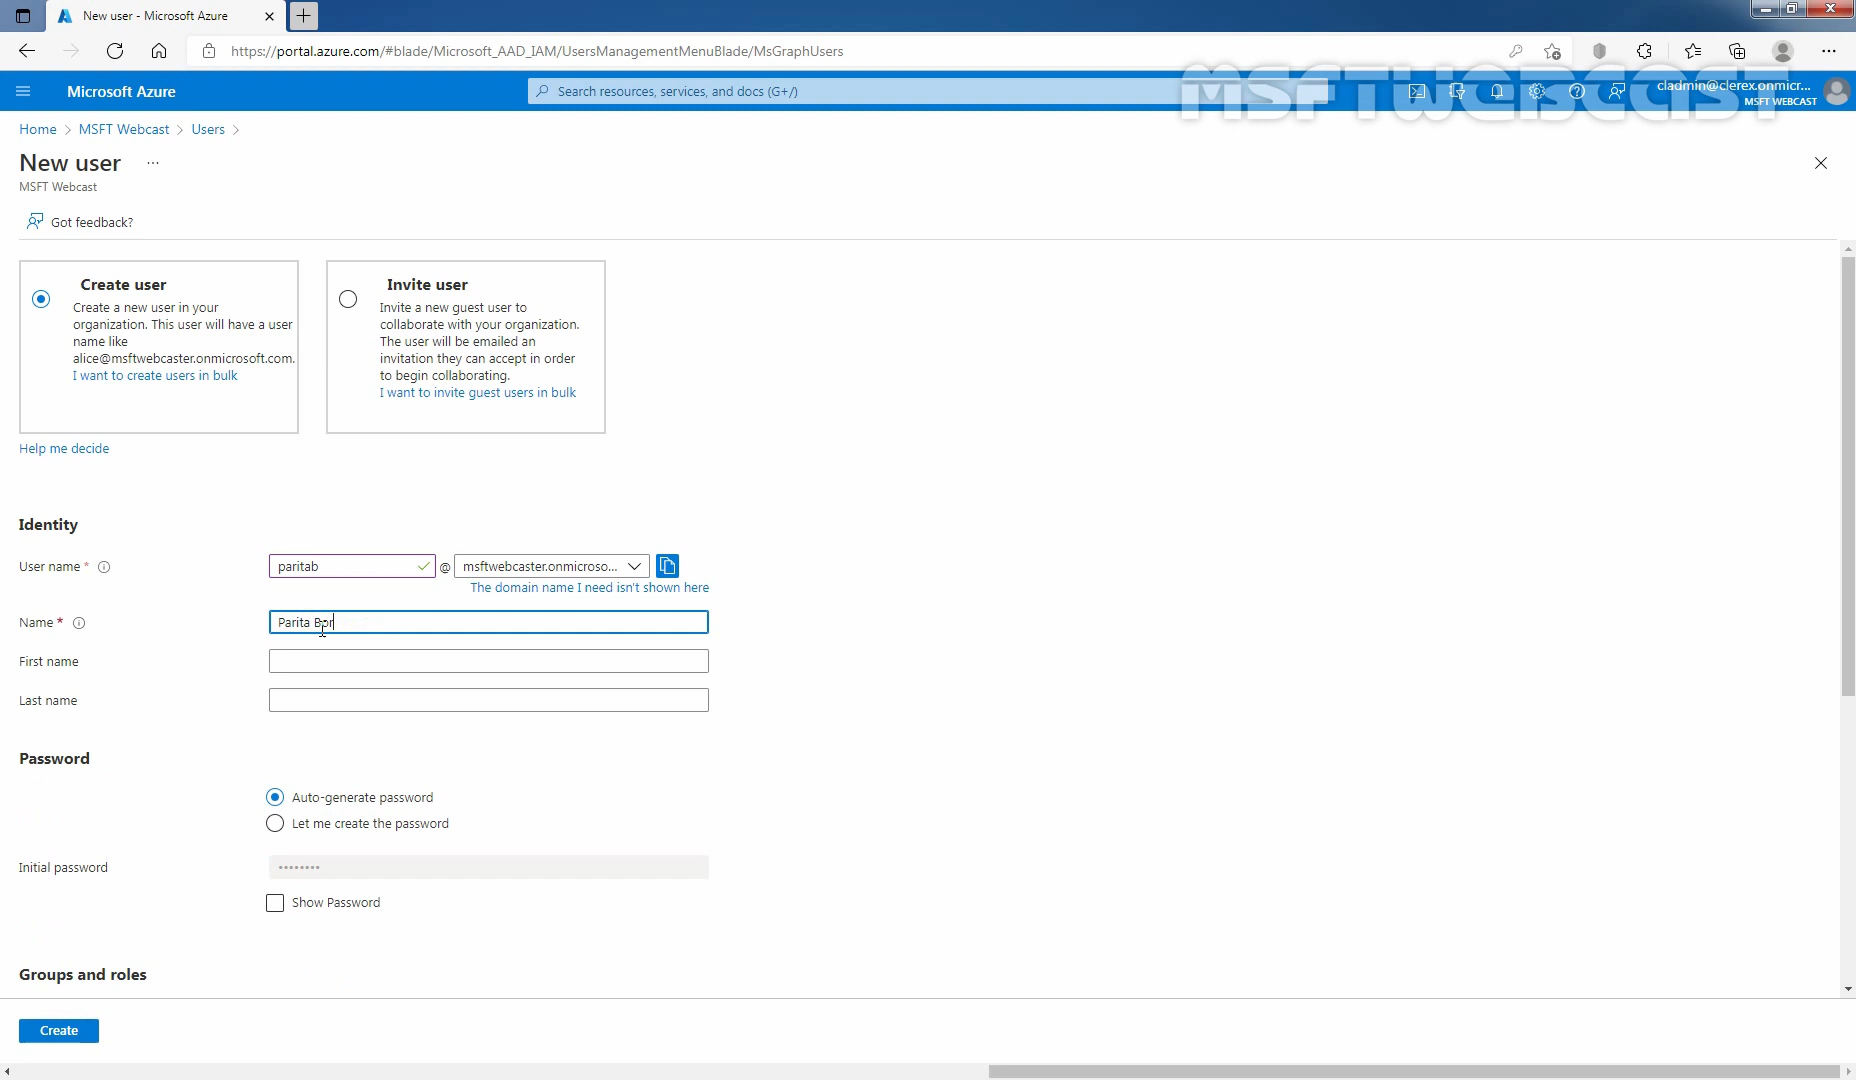 New user - Microsoft Azure
https://portal.azure.com/#blade/Microsoft_AAD_IAM/UsersManagementMenuBlade/MsGraphUsers
Microsoft Azure
Search resources, services, and docs (G+/)
MSFTWEBCAST
cladmin@clerex.onmicr...
MSFT WEBCAST
Home > MSFT Webcast > Users >
New user ...
MSFT Webcast
Got feedback?
Create user
Create a new user in your
organization. This user will have a user
name like
alice@msftwebcaster.onmicrosoft.com.
I want to create users in bulk
Invite user
Invite a new guest user to
collaborate with your organization.
The user will be emailed an
invitation they can accept in order
to begin collaborating.
I want to invite guest users in bulk
Help me decide
Identity
User name *
paritab
@
msftwebcaster.onmicroso...
The domain name I need isn't shown here
Name *
Parita Bor
First name
Last name
Password
Auto-generate password
Let me create the password
Initial password
••••••••
Show Password
Groups and roles
Create